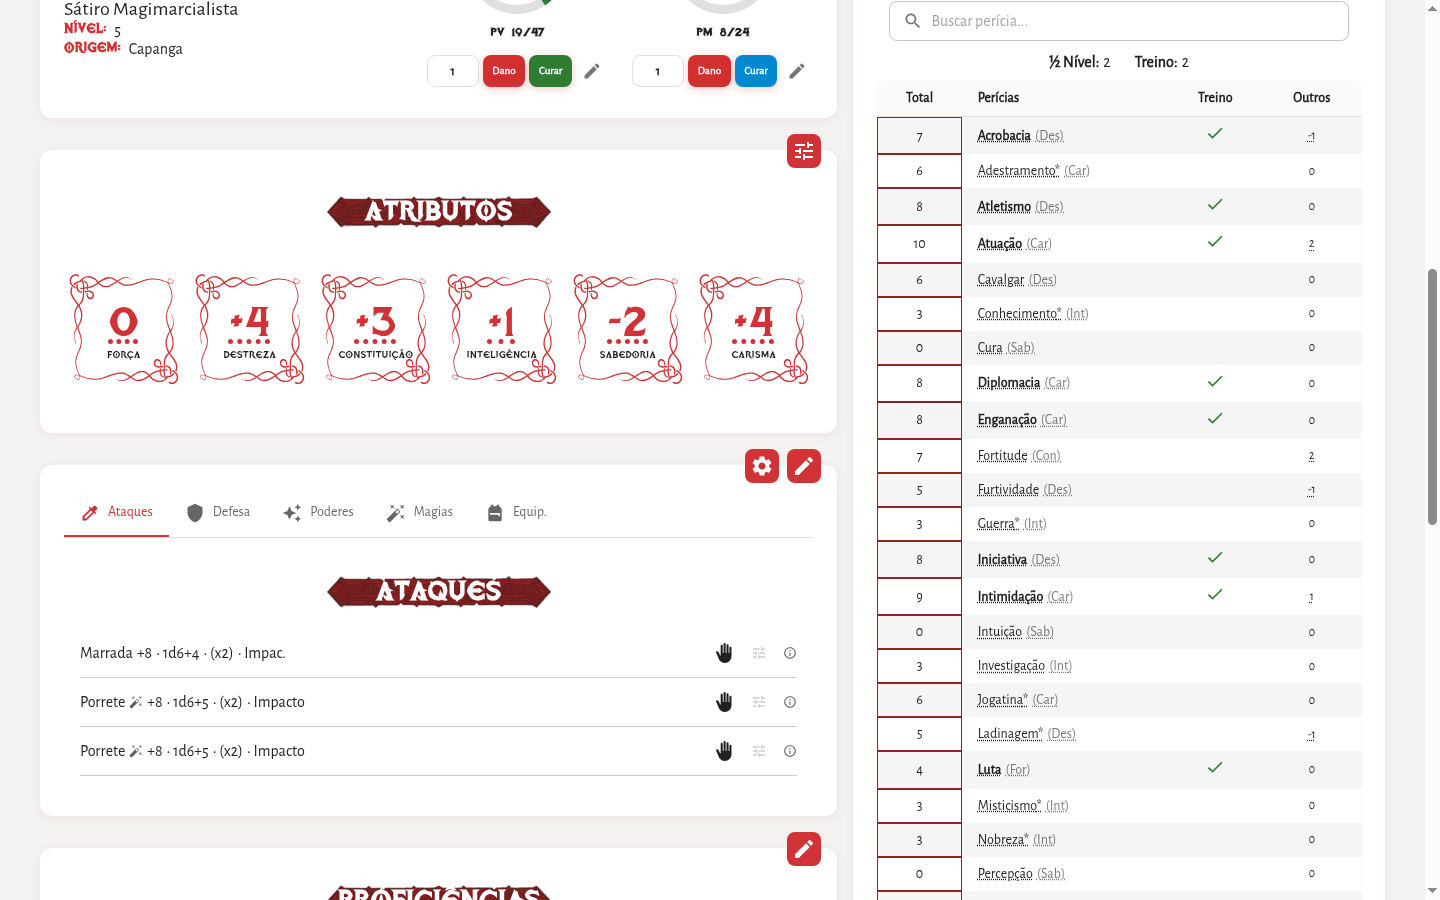 Sátiro Magimarcialista
NÍVEL: 5
ORIGEM: Capanga
PV 19/47
1 Dano Curar
PM 8/24
1 Dano Curar
ATRIBUTOS
0 FORÇA
+4 DESTREZA
+3 CONSTITUIÇÃO
+1 INTELIGÊNCIA
-2 SABEDORIA
+4 CARISMA
Ataques Defesa Poderes Magias Equip.
ATAQUES
Marrada +8 · 1d6+4 · (x2) · Impac.
Porrete +8 · 1d6+5 · (x2) · Impacto
Porrete +8 · 1d6+5 · (x2) · Impacto
PROFICIÊNCIAS
Buscar perícia...
½ Nível: 2 Treino: 2
Total Perícias Treino Outros
7 Acrobacia (Des) -1
6 Adestramento* (Car) 0
8 Atletismo (Des) 0
10 Atuação (Car) 2
6 Cavalgar (Des) 0
3 Conhecimento* (Int) 0
0 Cura (Sab) 0
8 Diplomacia (Car) 0
8 Enganação (Car) 0
7 Fortitude (Con) 2
5 Furtividade (Des) -1
3 Guerra* (Int) 0
8 Iniciativa (Des) 0
9 Intimidação (Car) 1
0 Intuição (Sab) 0
3 Investigação (Int) 0
6 Jogatina* (Car) 0
5 Ladinagem* (Des) -1
4 Luta (For) 0
3 Misticismo* (Int) 0
3 Nobreza* (Int) 0
0 Percepção (Sab) 0